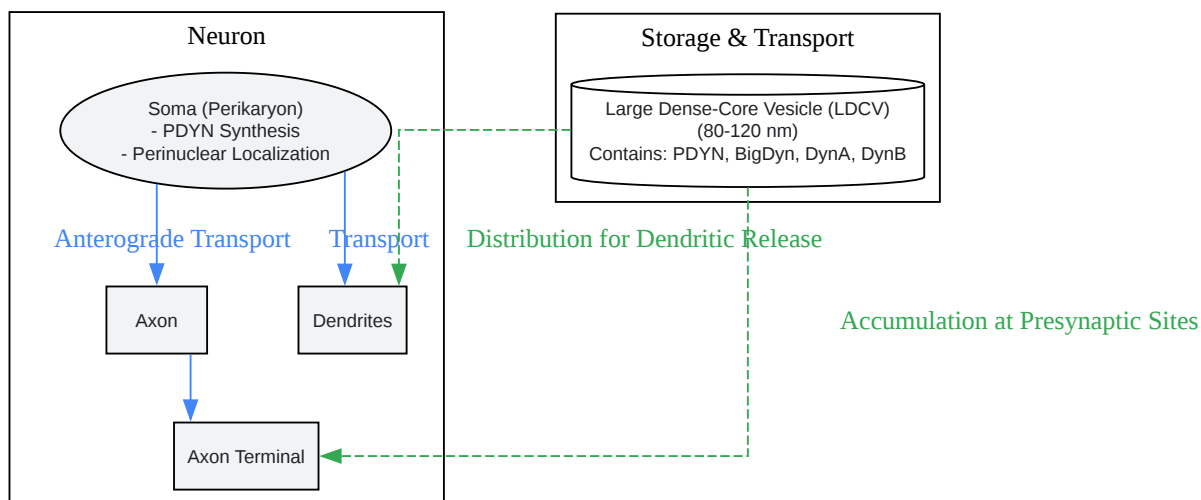 Neuron
Storage & Transport
Soma (Perikaryon)
- PDYN Synthesis
- Perinuclear Localization
Large Dense-Core Vesicle (LDCV)
(80-120 nm)
Contains: PDYN, BigDyn, DynA, DynB
Anterograde Transport
Transport
Distribution for Dendritic Release
Axon
Dendrites
Accumulation at Presynaptic Sites
Axon Terminal